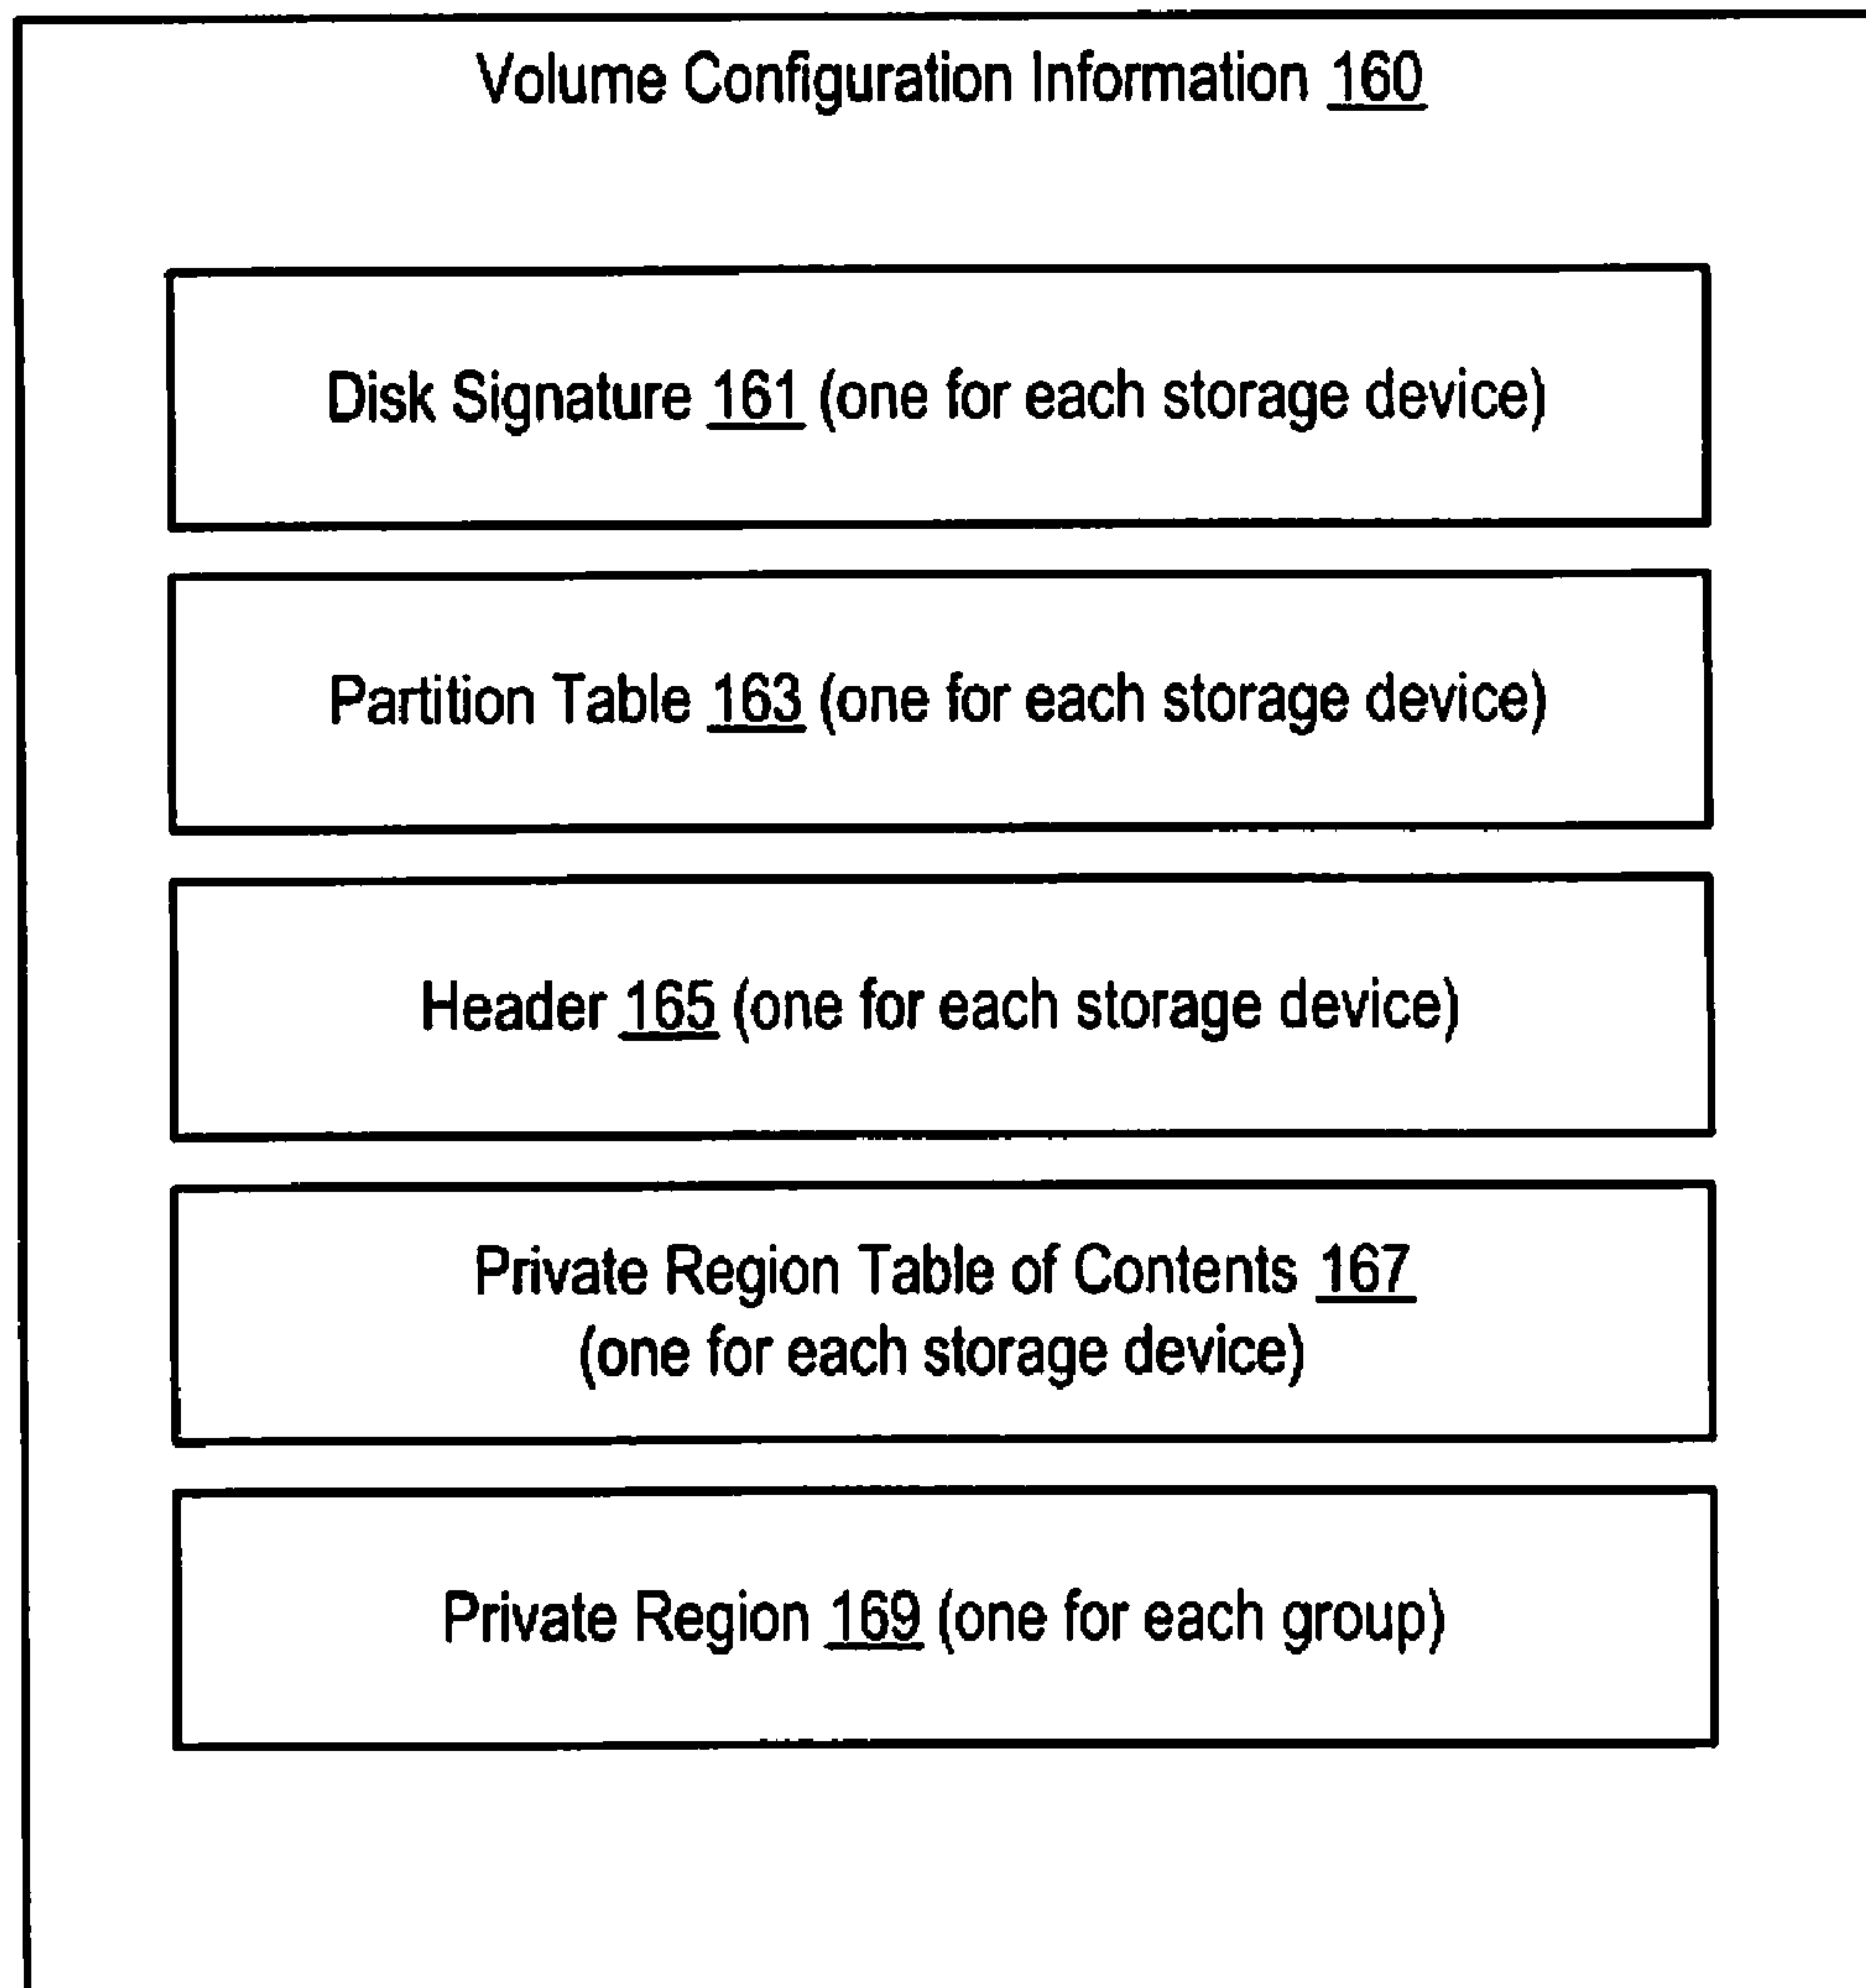 Volume Configuration Information 160
Disk Signature 161 (one for each storage device)
Partition Table 163 (one for each storage device)
Header 165 (one for each storage device)
Private Region Table of Contents 167
(one for each storage device)
Private Region 169 (one for each group)